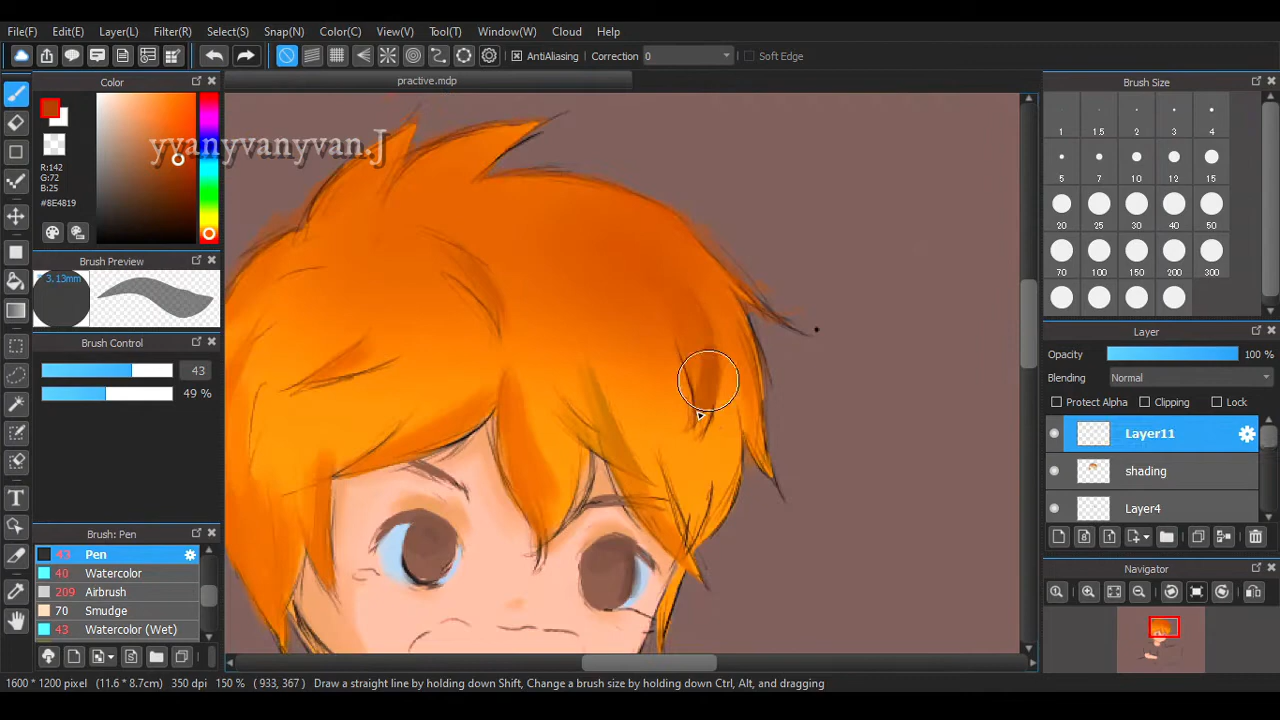 File(F) Edit(E) Layer(L) Filter(R) Select(S) Snap(N) Color(C) View(V) Tool(T) Window(W) Cloud Help
AntiAliasing Correction 0 Soft Edge
Color
practive.mdp
Brush Size
yvanyvanyvan.J
R:142
G:72
B:25
#8E4819
1 1.5 2 3 4
5 7 10 12 15
20 25 30 40 50
70 100 150 200 300
Brush Preview
3.13mm
Brush Control
43
49 %
Layer
Opacity 100 %
Blending Normal
Protect Alpha Clipping Lock
Layer11
shading
Layer4
Brush: Pen
43 Pen
40 Watercolor
209 Airbrush
70 Smudge
43 Watercolor (Wet)
Navigator
1600 * 1200 pixel (11.6 * 8.7cm) 350 dpi 150 % ( 933, 367 ) Draw a straight line by holding down Shift, Change a brush size by holding down Ctrl, Alt, and dragging